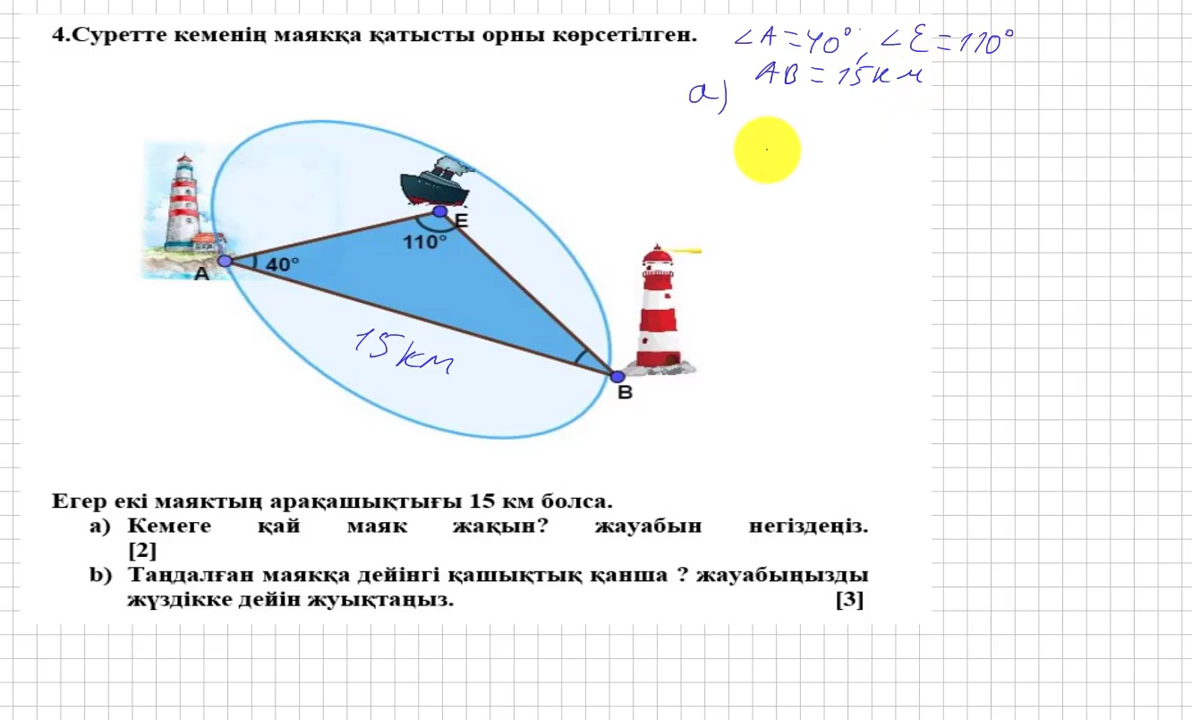 4.Суретте кеменің маякқа қатысты орны көрсетілген.
∠A=40°, ∠E=110°
AB=15км
a)
E
110°
A
40°
15км
B
Егер екі маяктың арақашықтығы 15 км болса.
a) Кемеге қай маяк жақын? жауабын негіздеңіз.
[2]
b) Таңдалған маякқа дейінгі қашықтық қанша ? жауабыңызды
жүздікке дейін жуықтаңыз. [3]